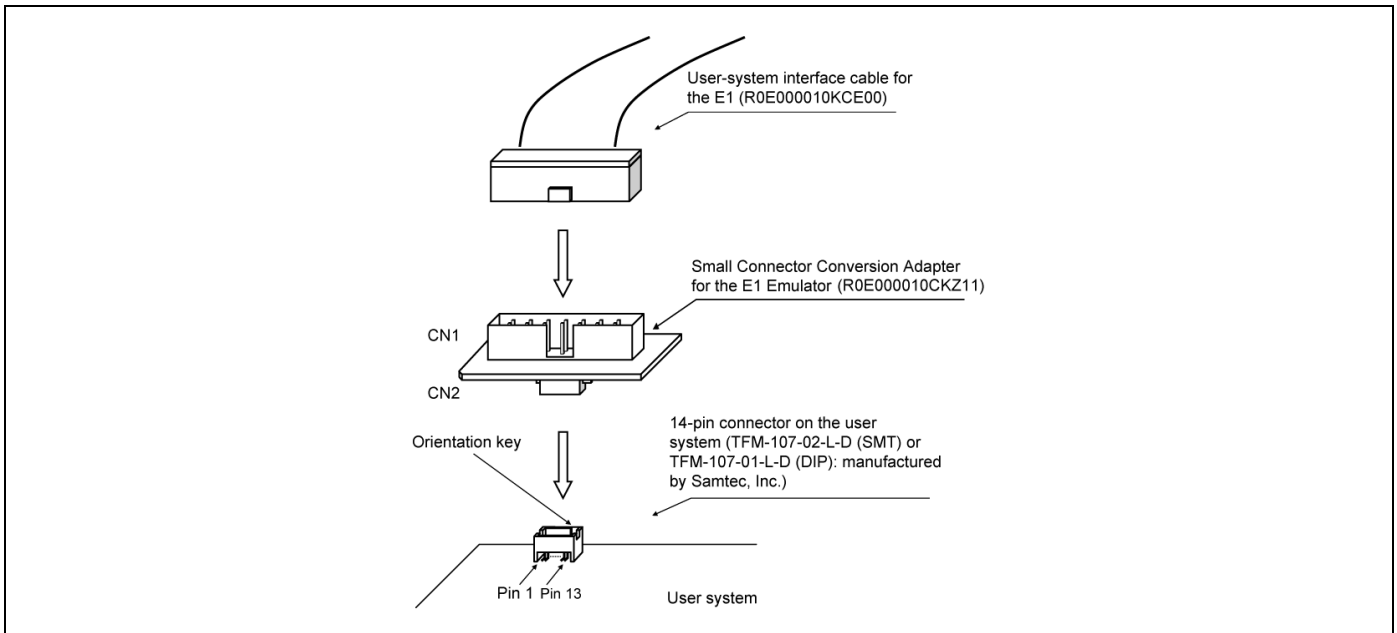 User-system interface cable for
the E1 (R0E000010KCE00)
Small Connector Conversion Adapter
for the E1 Emulator (R0E000010CKZ11)
CN1
CN2
14-pin connector on the user
system (TFM-107-02-L-D (SMT) or
TFM-107-01-L-D (DIP): manufactured
by Samtec, Inc.)
Orientation key
Pin 1 Pin 13
User system